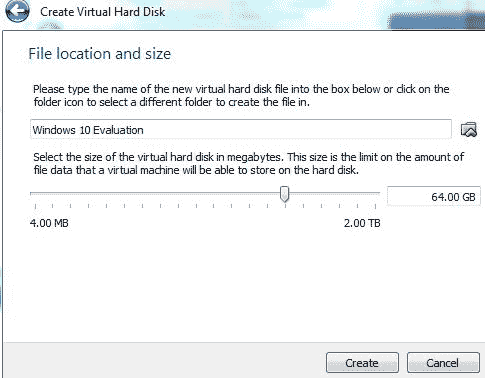 Create Virtual Hard Disk
File location and size
Please type the name of the new virtual hard disk file into the box below or click on the
folder icon to select a different folder to create the file in.
Windows 10 Evaluation
Select the size of the virtual hard disk in megabytes. This size is the limit on the amount of
file data that a virtual machine will be able to store on the hard disk.
64.00 GB
4.00 MB 2.00 TB
Create Cancel